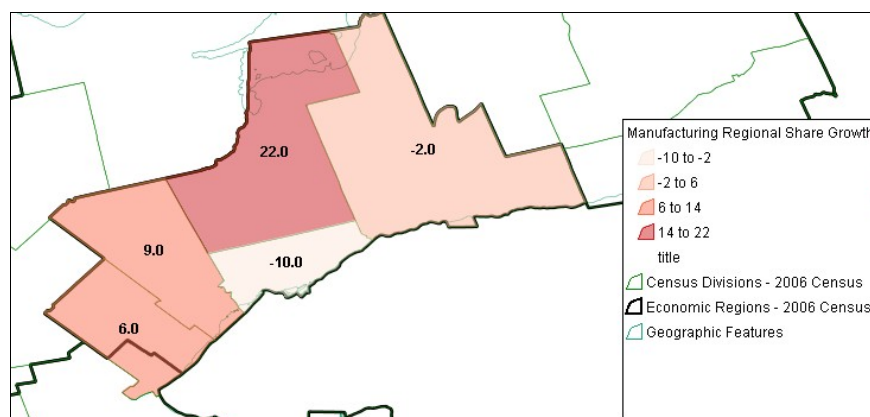 22.0
-2.0
9.0
-10.0
6.0
Manufacturing Regional Share Growth
-10 to -2
-2 to 6
6 to 14
14 to 22
title
Census Divisions - 2006 Census
Economic Regions - 2006 Census
Geographic Features